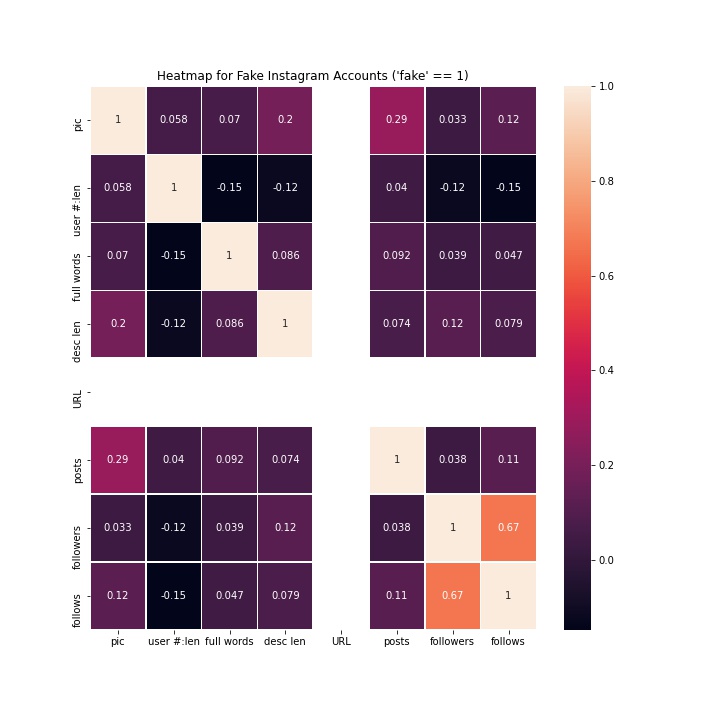 Heatmap for Fake Instagram Accounts ('fake' == 1)
pic 1 0.058 0.07 0.2 0.29 0.033 0.12
user #:len 0.058 1 -0.15 -0.12 0.04 -0.12 -0.15
full words 0.07 -0.15 1 0.086 0.092 0.039 0.047
desc len 0.2 -0.12 0.086 1 0.074 0.12 0.079
URL
posts 0.29 0.04 0.092 0.074 1 0.038 0.11
followers 0.033 -0.12 0.039 0.12 0.038 1 0.67
follows 0.12 -0.15 0.047 0.079 0.11 0.67 1
pic user #:len full words desc len URL posts followers follows
1.0
0.8
0.6
0.4
0.2
0.0